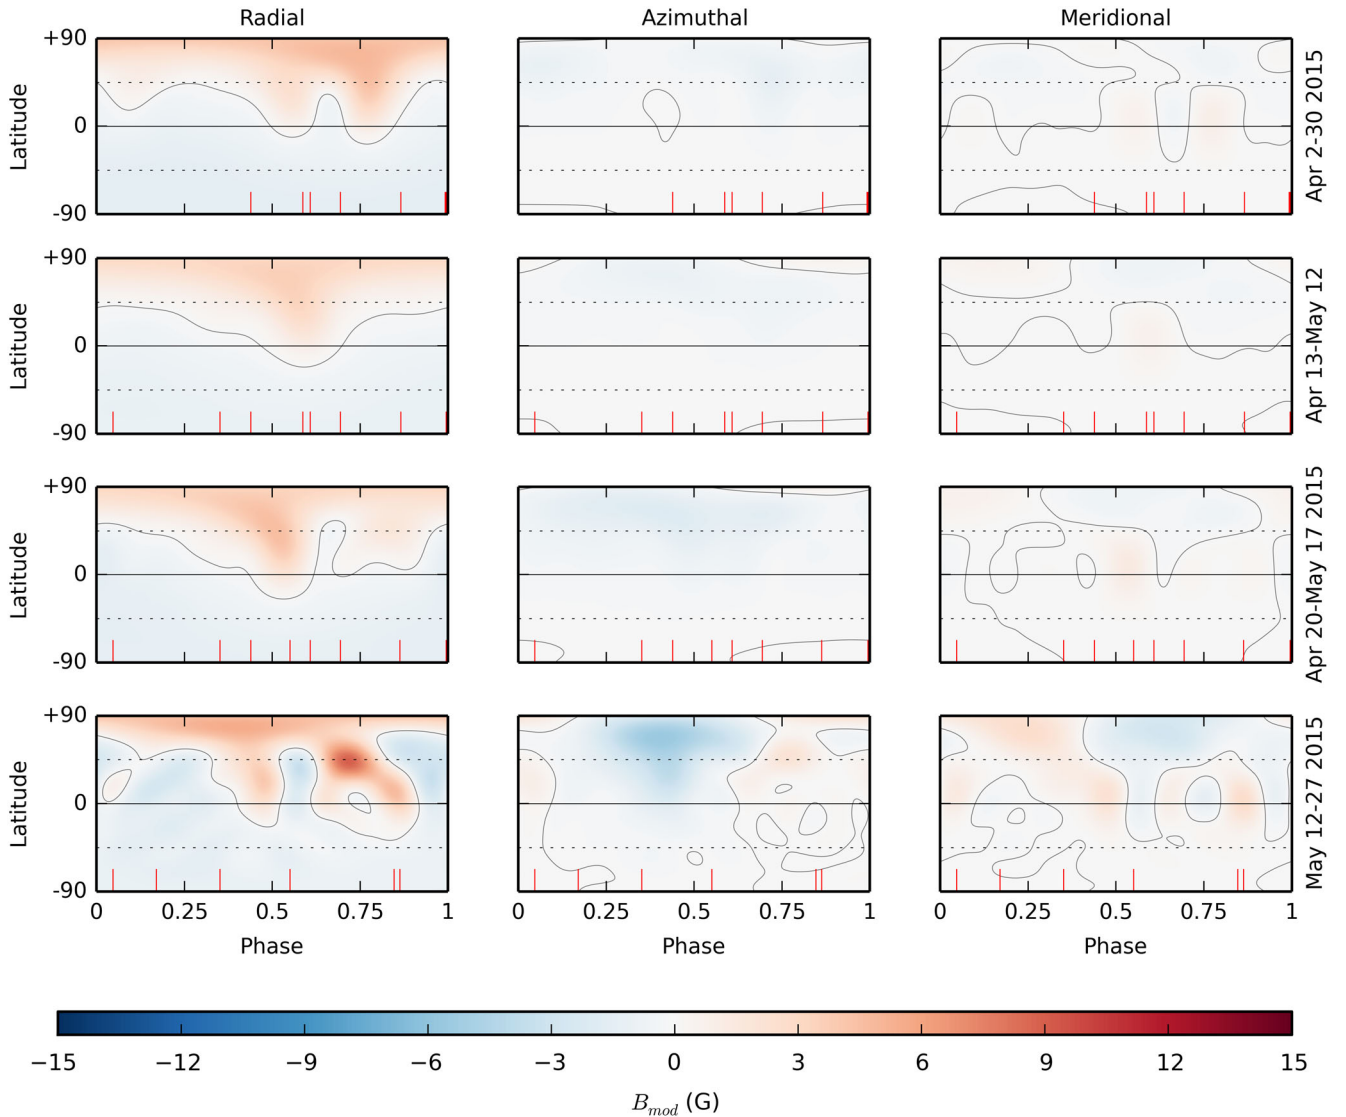 Radial Azimuthal Meridional
+90
0
-90
Latitude
Apr 2-30 2015
+90
0
-90
Latitude
Apr 13-May 12
+90
0
-90
Latitude
Apr 20-May 17 2015
+90
0
-90
Latitude
May 12-27 2015
0 0.25 0.5 0.75 1 0 0.25 0.5 0.75 1 0 0.25 0.5 0.75 1
Phase Phase Phase
−15 −12 −9 −6 −3 0 3 6 9 12 15
B_mod (G)